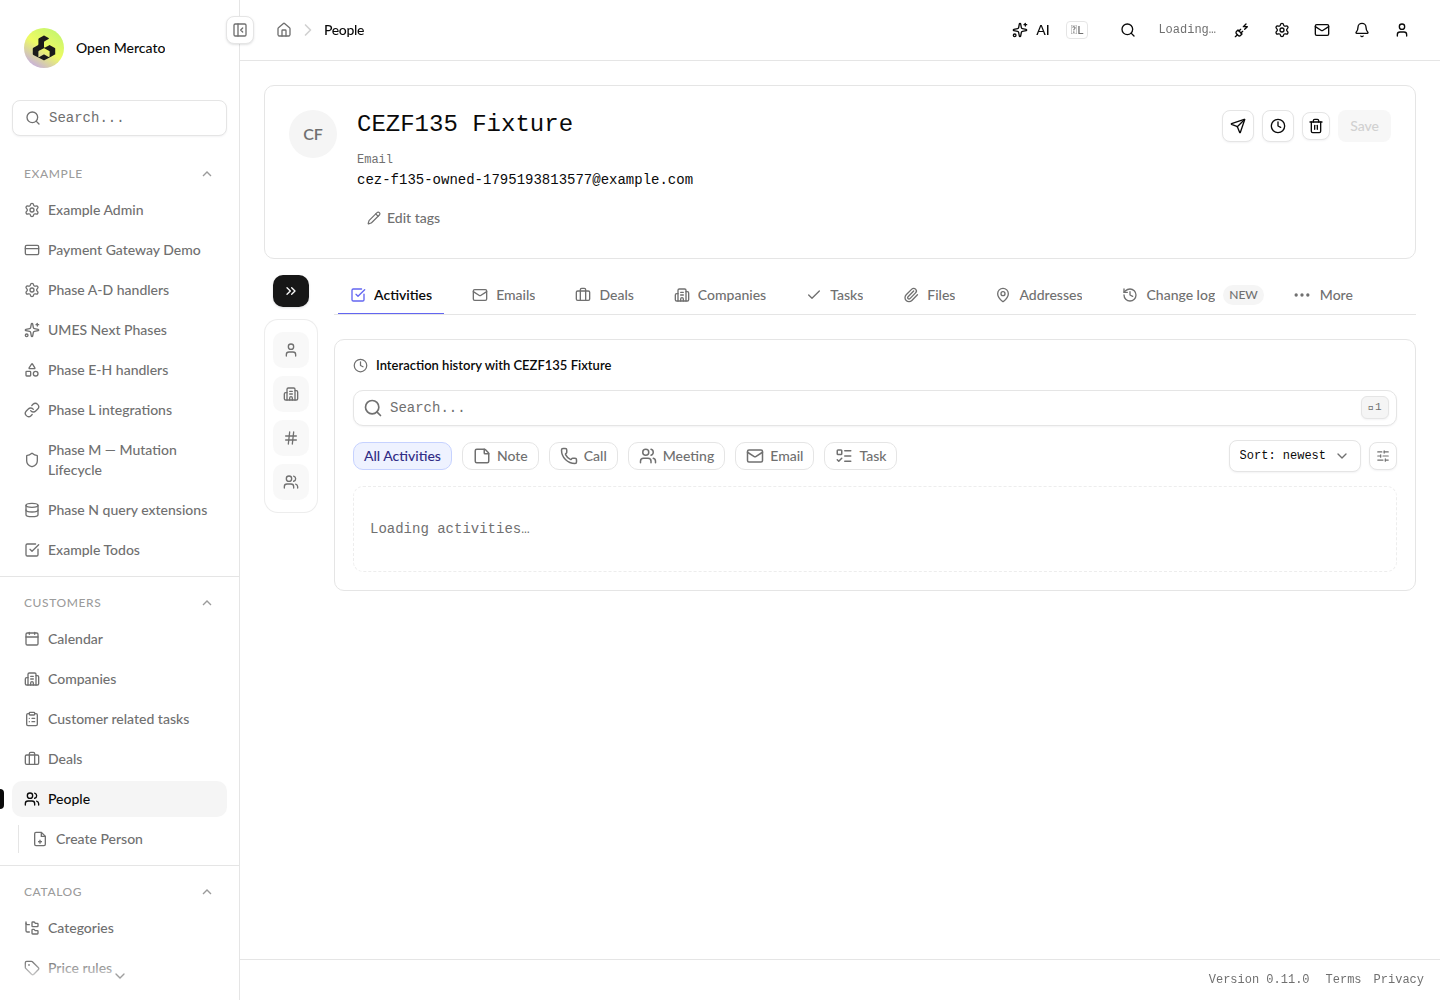 Open Mercato
People
AI
L
Loading…
Search...
EXAMPLE
Example Admin
Payment Gateway Demo
Phase A-D handlers
UMES Next Phases
Phase E-H handlers
Phase L integrations
Phase M — Mutation
Lifecycle
Phase N query extensions
Example Todos
CUSTOMERS
Calendar
Companies
Customer related tasks
Deals
People
Create Person
CATALOG
Categories
Price rules
CF
CEZF135 Fixture
Email
cez-f135-owned-1795193813577@example.com
Edit tags
Save
Activities
Emails
Deals
Companies
Tasks
Files
Addresses
Change log NEW
More
Interaction history with CEZF135 Fixture
Search...
1
All Activities
Note
Call
Meeting
Email
Task
Sort: newest
Loading activities…
Version 0.11.0
Terms
Privacy